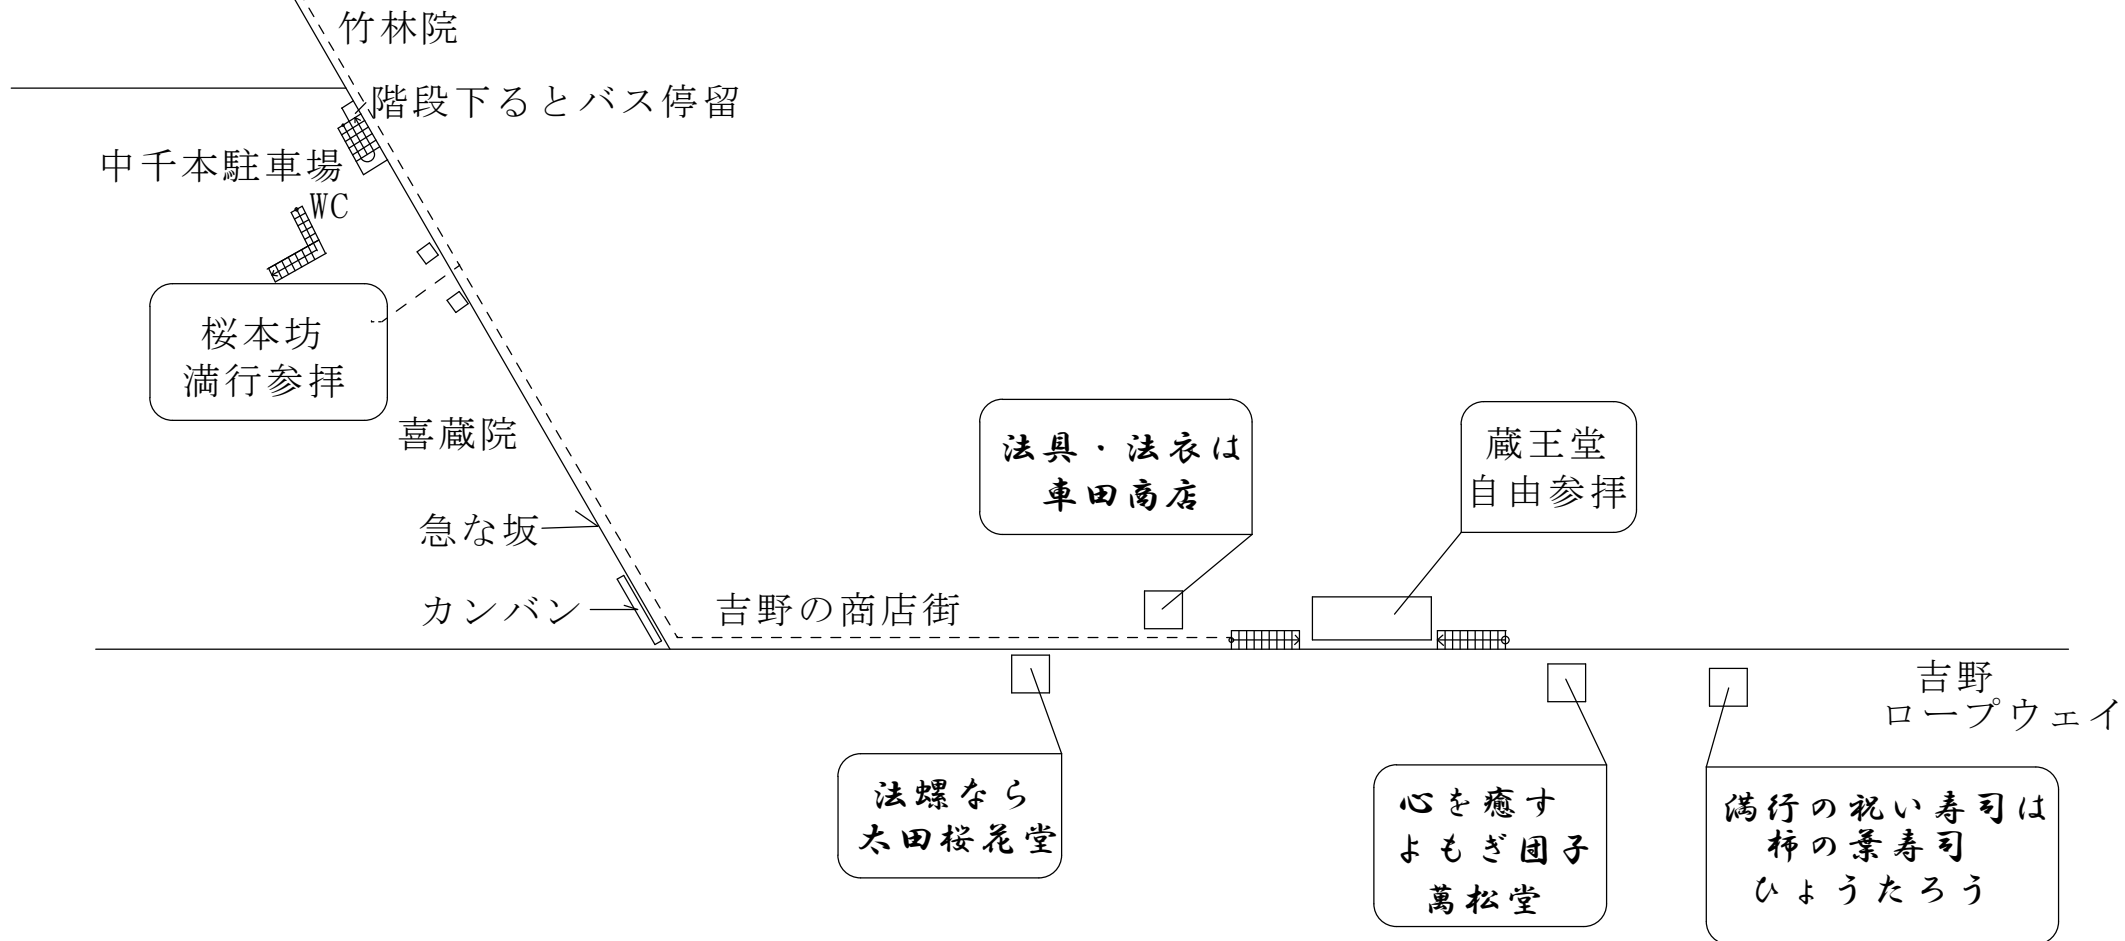 竹林院
階段下るとバス停留
中千本駐車場
WC
桜本坊
満行参拝
喜蔵院
急な坂
カンバン
吉野の商店街
法具・法衣は
車田商店
蔵王堂
自由参拝
吉野
ロープウェイ
法螺なら
太田桜花堂
心を癒す
よもぎ団子
萬松堂
満行の祝い寿司は
柿の葉寿司
ひょうたろう